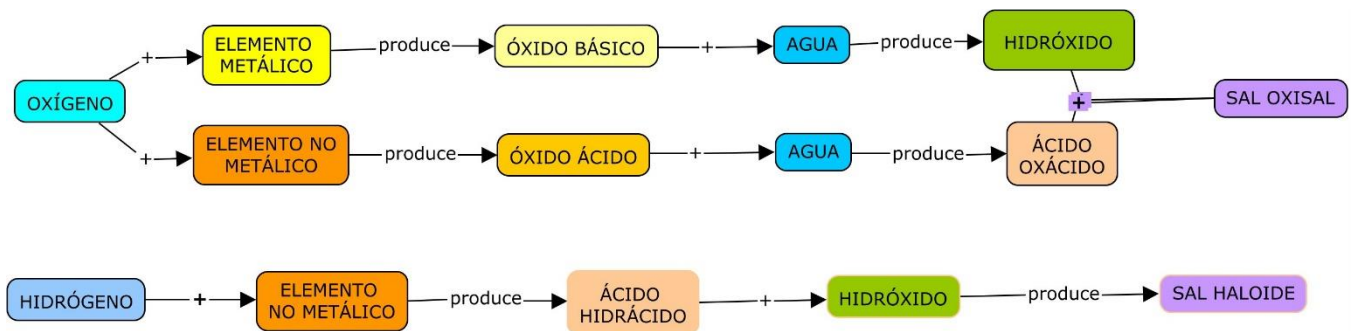 OXÍGENO
+
ELEMENTO
METÁLICO
produce
ÓXIDO BÁSICO
+
AGUA
produce
HIDRÓXIDO
+
SAL OXISAL
+
ELEMENTO NO
METÁLICO
produce
ÓXIDO ÁCIDO
+
AGUA
produce
ÁCIDO
OXÁCIDO
HIDRÓGENO
+
ELEMENTO
NO METÁLICO
produce
ÁCIDO
HIDRÁCIDO
+
HIDRÓXIDO
produce
SAL HALOIDE